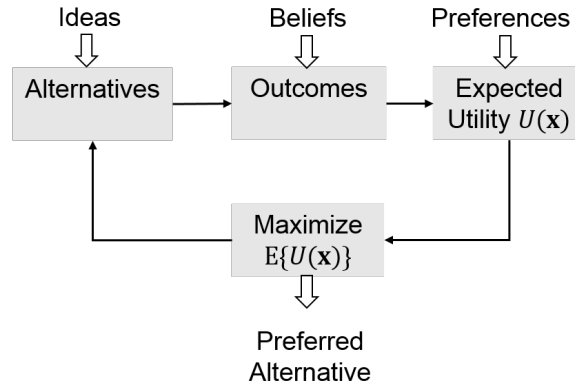 Ideas
Beliefs
Preferences
Alternatives
Outcomes
Expected
Utility U(x)
Maximize
E{U(x)}
Preferred
Alternative